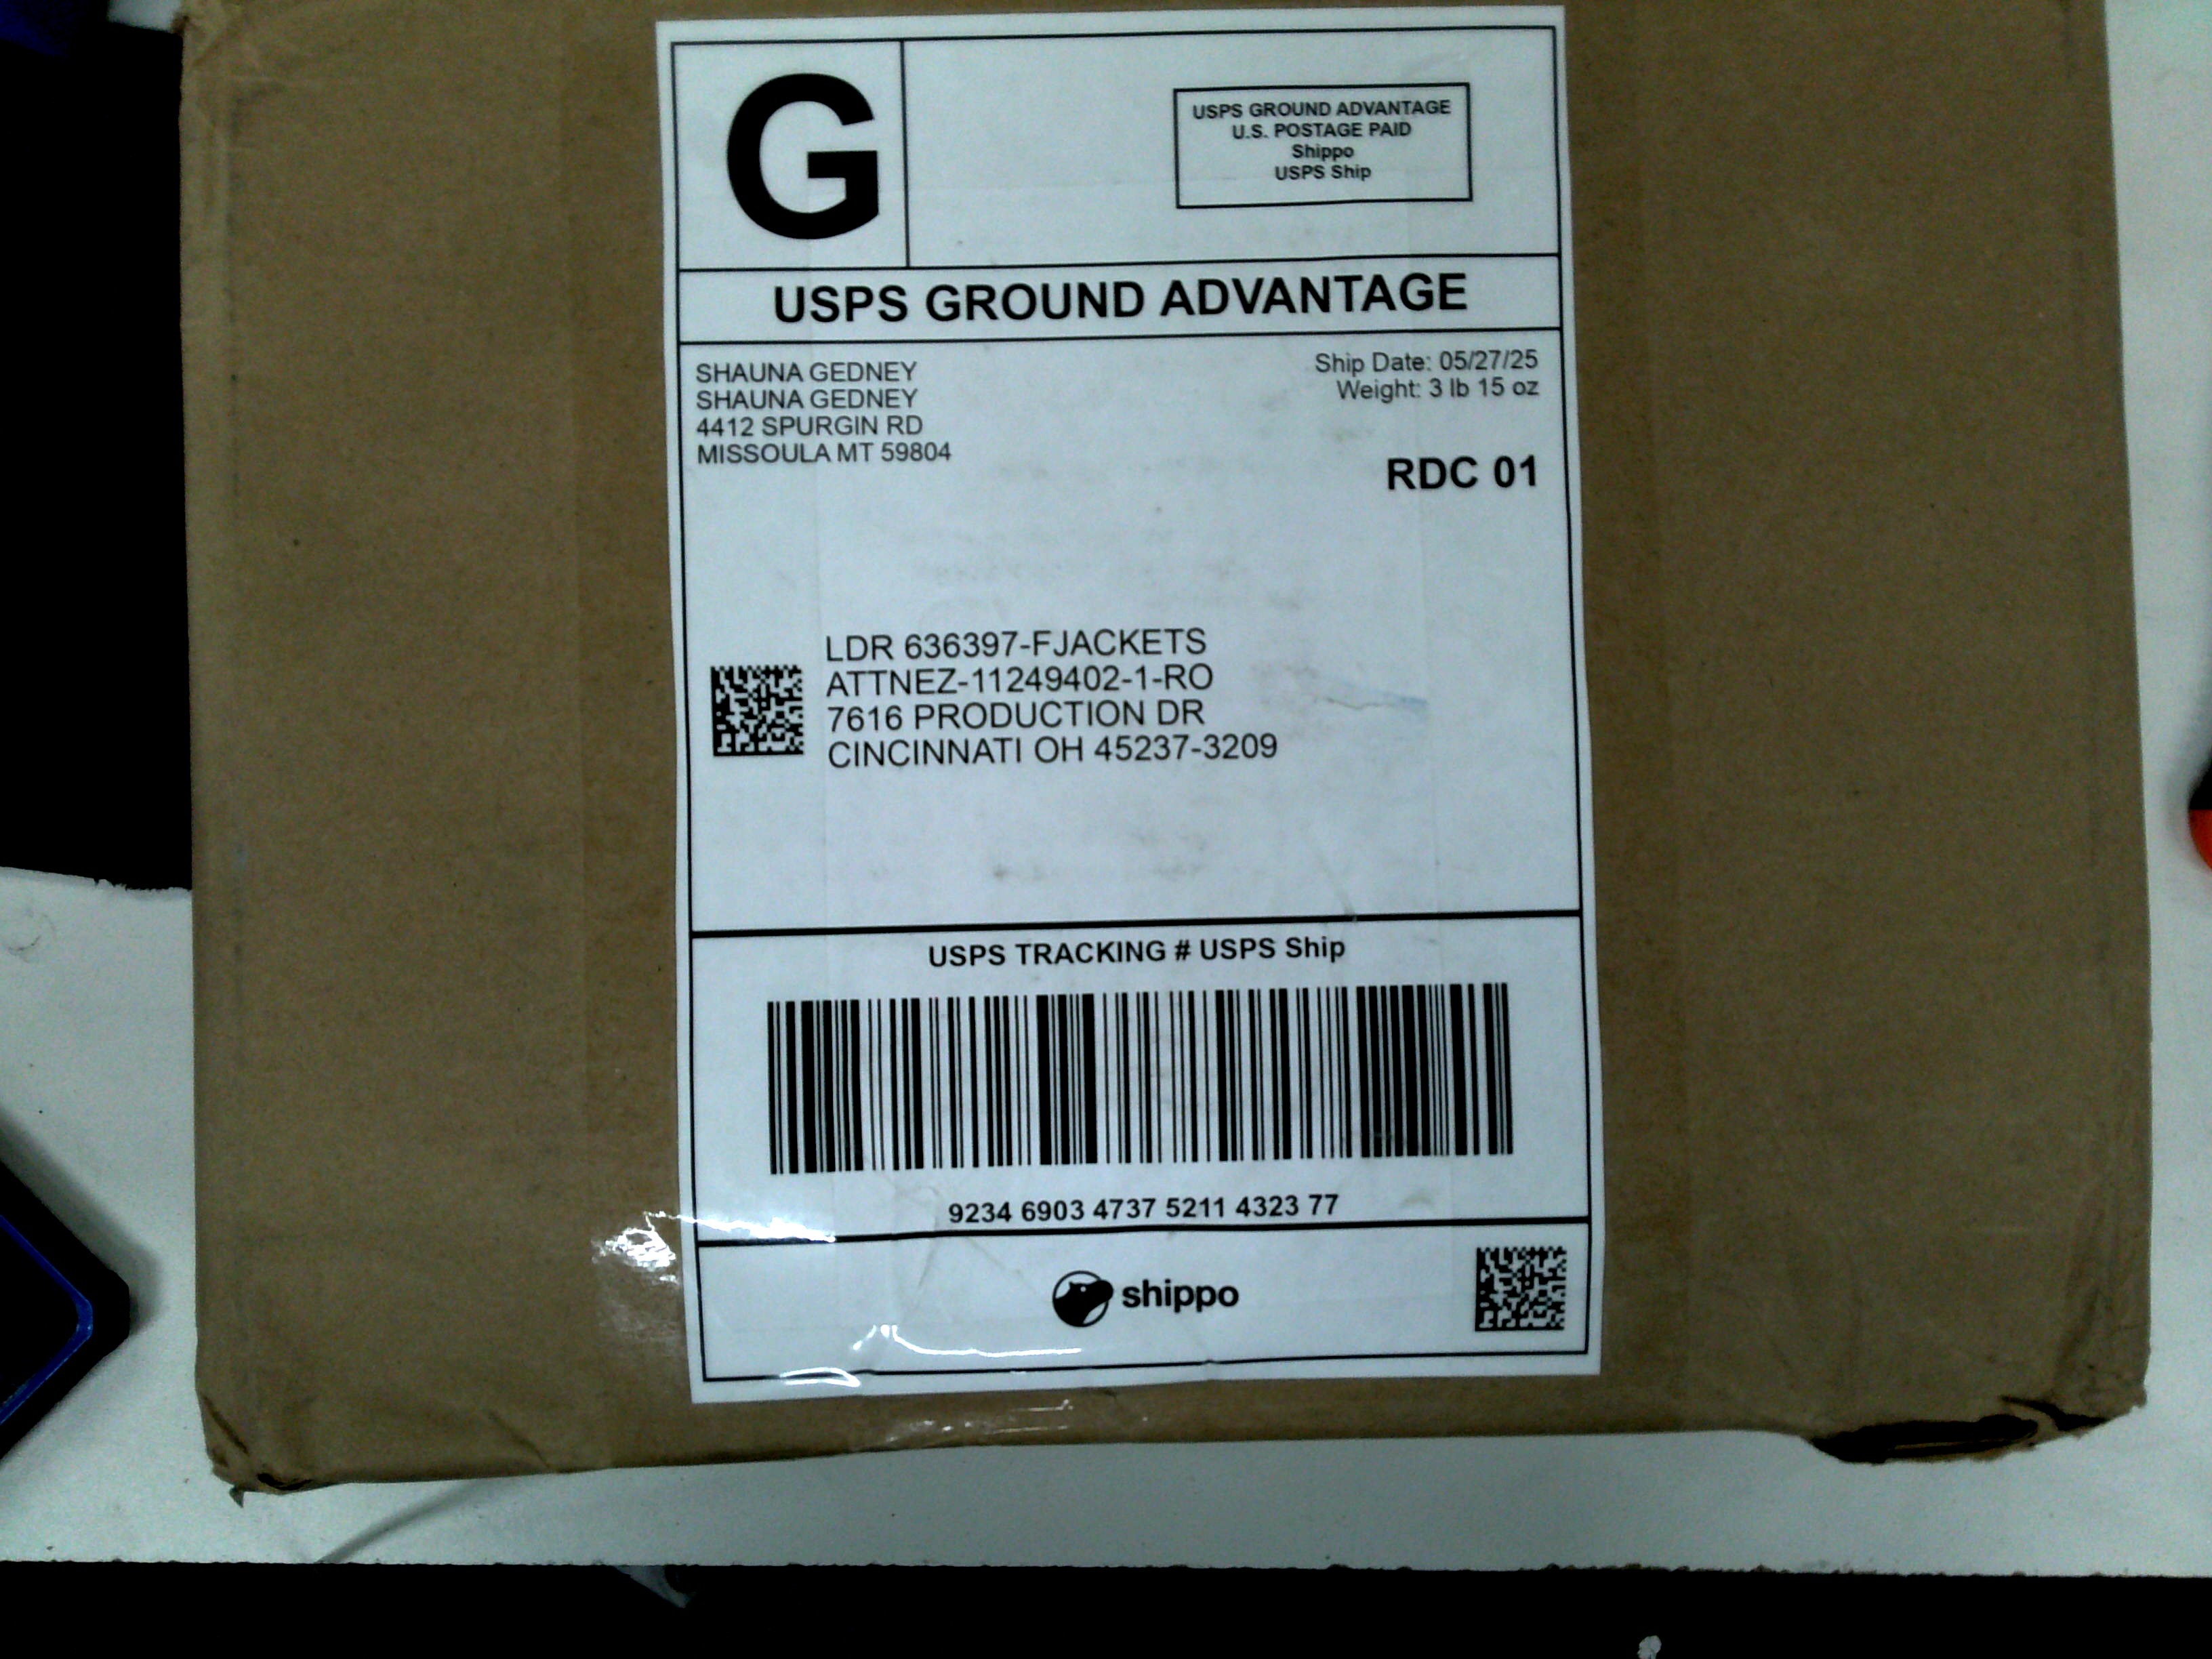 G
USPS GROUND ADVANTAGE
U.S. POSTAGE PAID
Shippo
USPS Ship
USPS GROUND ADVANTAGE
SHAUNA GEDNEY
SHAUNA GEDNEY
4412 SPURGIN RD
MISSOULA MT 59804
Ship Date: 05/27/25
Weight: 3 lb 15 oz
RDC 01
LDR 636397-FJACKETS
ATTNEZ-11249402-1-RO
7616 PRODUCTION DR
CINCINNATI OH 45237-3209
USPS TRACKING # USPS Ship
9234 6903 4737 5211 4323 77
shippo